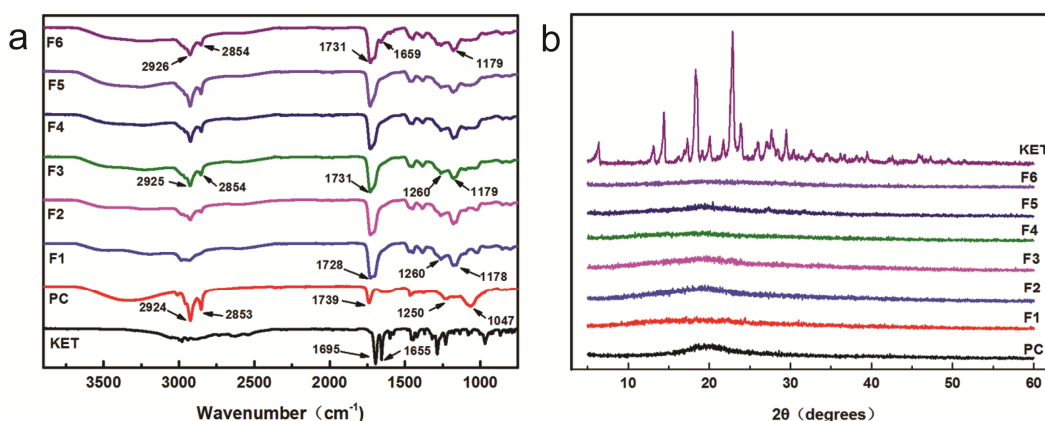 a
F6
2926
2854
1731
1659
1179
F5
F4
F3
2925
2854
1731
1260
1179
F2
F1
1728
1260
1178
PC
2924
2853
1739
1250
1047
KET
1695
1655
3500 3000 2500 2000 1500 1000
Wavenumber（cm⁻¹）
b
KET
F6
F5
F4
F3
F2
F1
PC
10 20 30 40 50 60
2θ（degrees）